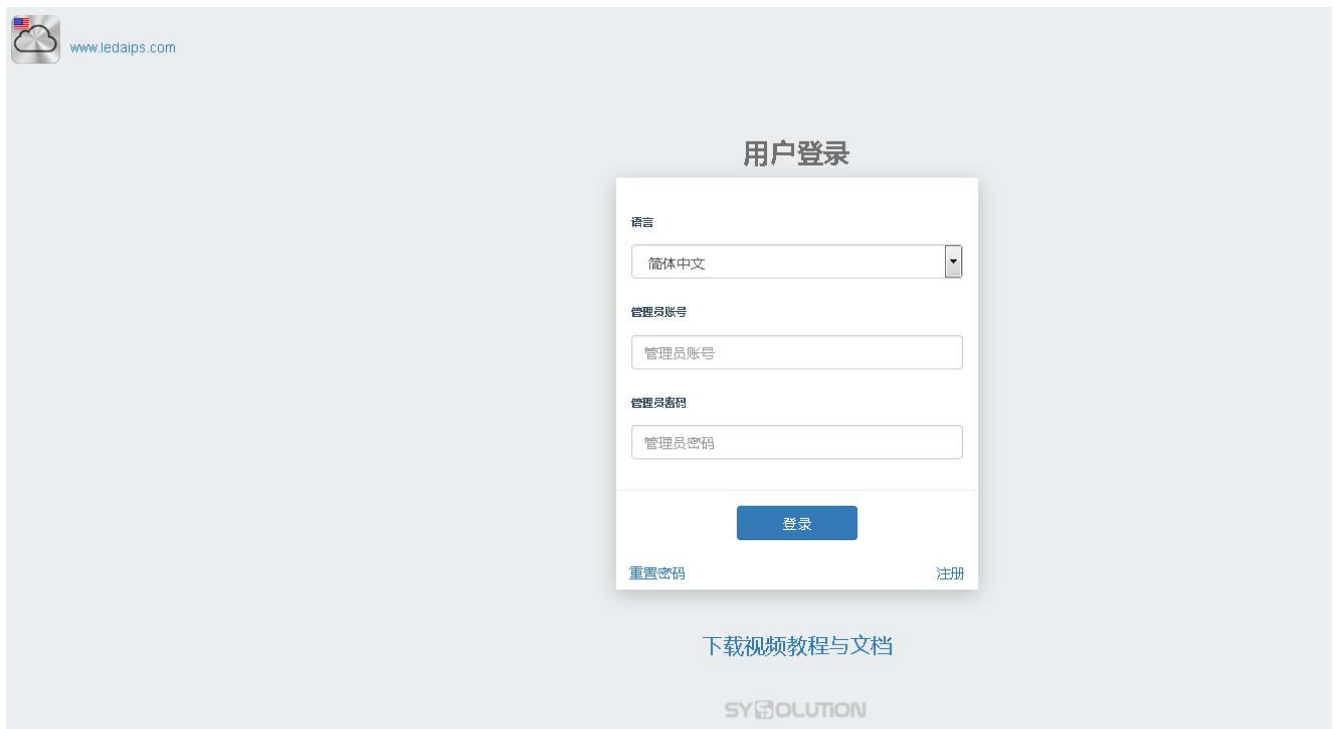 www.ledaips.com
用户登录
语言
简体中文
管理员账号
管理员账号
管理员密码
管理员密码
登录
重置密码 注册
下载视频教程与文档
SYSOLUTION